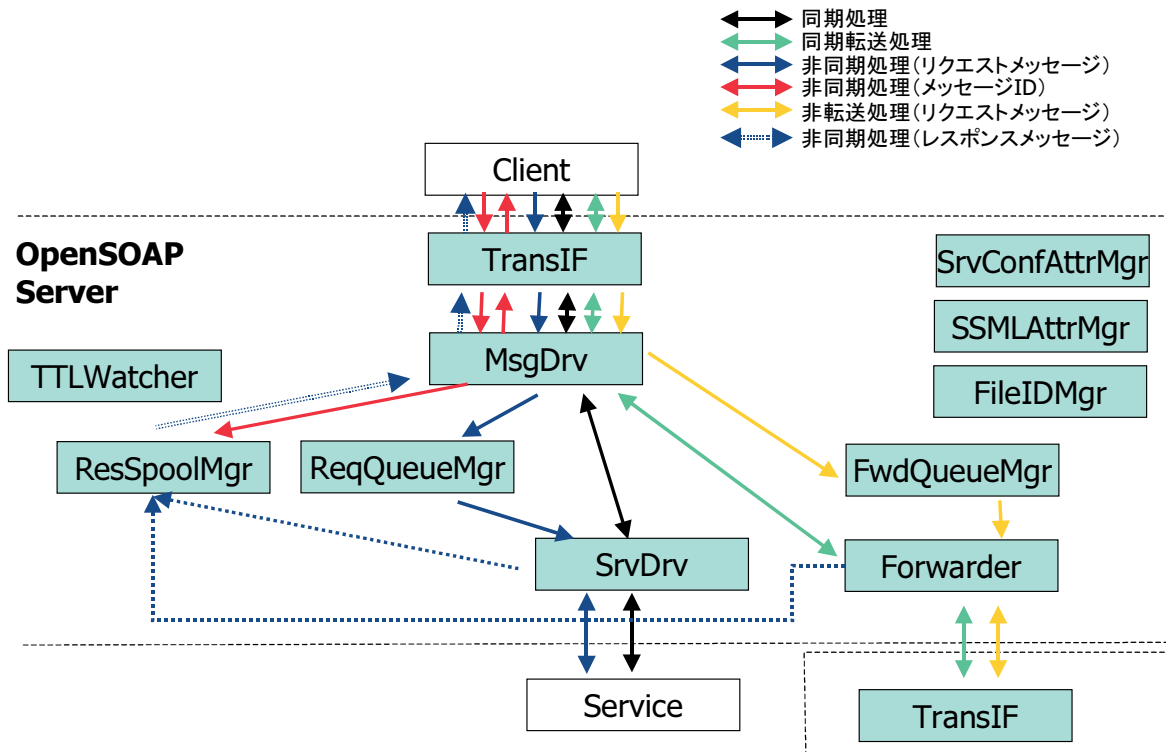 同期処理
同期転送処理
非同期処理(リクエストメッセージ)
非同期処理(メッセージID)
非転送処理(リクエストメッセージ)
非同期処理(レスポンスメッセージ)
Client
OpenSOAP
Server
TransIF
SrvConfAttrMgr
SSMLAttrMgr
MsgDrv
TTLWatcher
FileIDMgr
ResSpoolMgr
ReqQueueMgr
FwdQueueMgr
SrvDrv
Forwarder
Service
TransIF